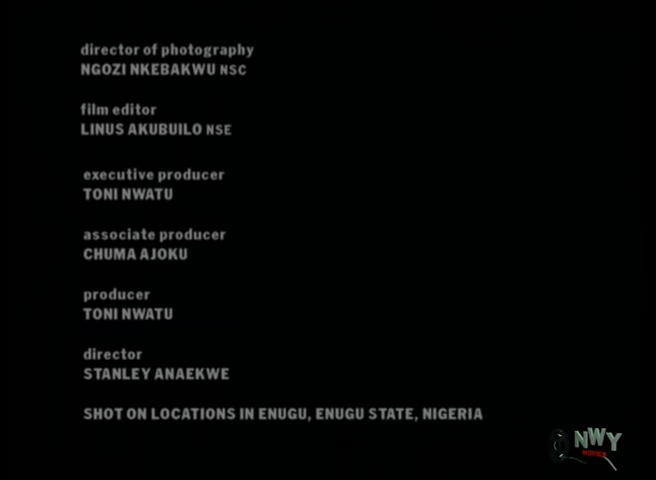 director of photography
NGOZI NKEBAKWU NSC
film editor
LINUS AKUBUILO NSE
executive producer
TONI NWATU
associate producer
CHUMA AJOKU
producer
TONI NWATU
director
STANLEY ANAEKWE
SHOT ON LOCATIONS IN ENUGU, ENUGU STATE, NIGERIA
NWY
MOVIES